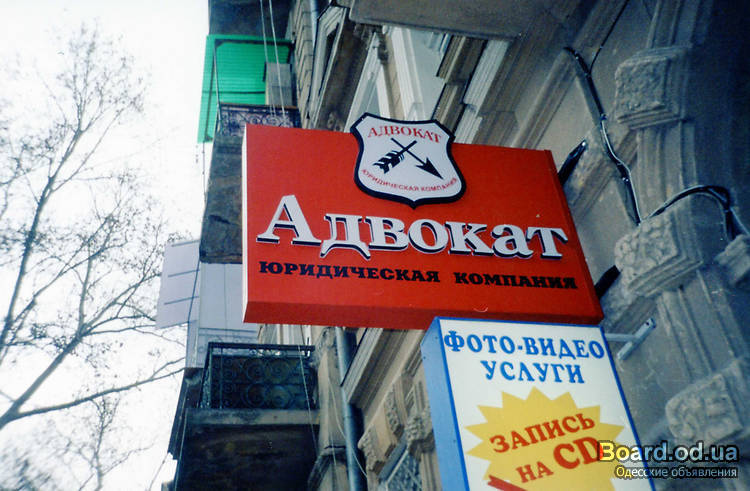 АДВОКАТ
ЮРИДИЧЕСКАЯ КОМПАНИЯ
АДВОКАТ
ЮРИДИЧЕСКАЯ КОМПАНИЯ
ФОТО-ВИДЕО
УСЛУГИ
ЗАПИСЬ
НА CD
Board.od.ua
Одесские объявления